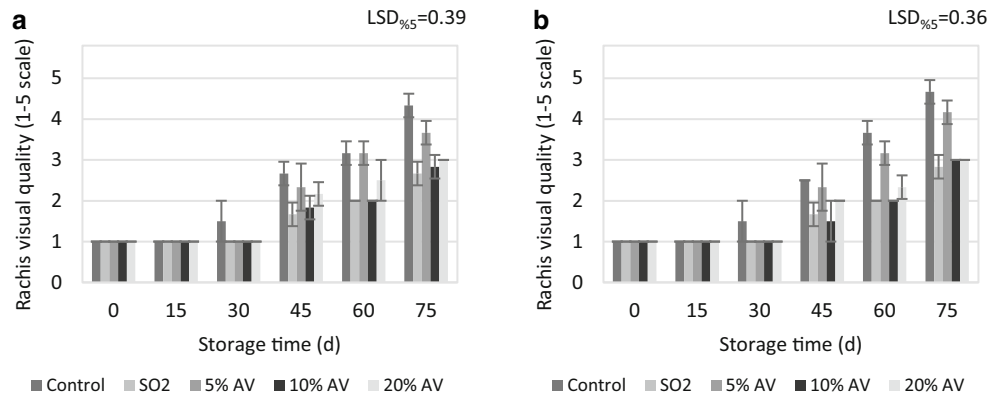 a
LSD%5=0.39
Rachis visual quality (1-5 scale)
5
4
3
2
1
0
0 15 30 45 60 75
Storage time (d)
Control SO2 5% AV 10% AV 20% AV
b
LSD%5=0.36
Rachis visual quality (1-5 scale)
5
4
3
2
1
0
0 15 30 45 60 75
Storage time (d)
Control SO2 5% AV 10% AV 20% AV